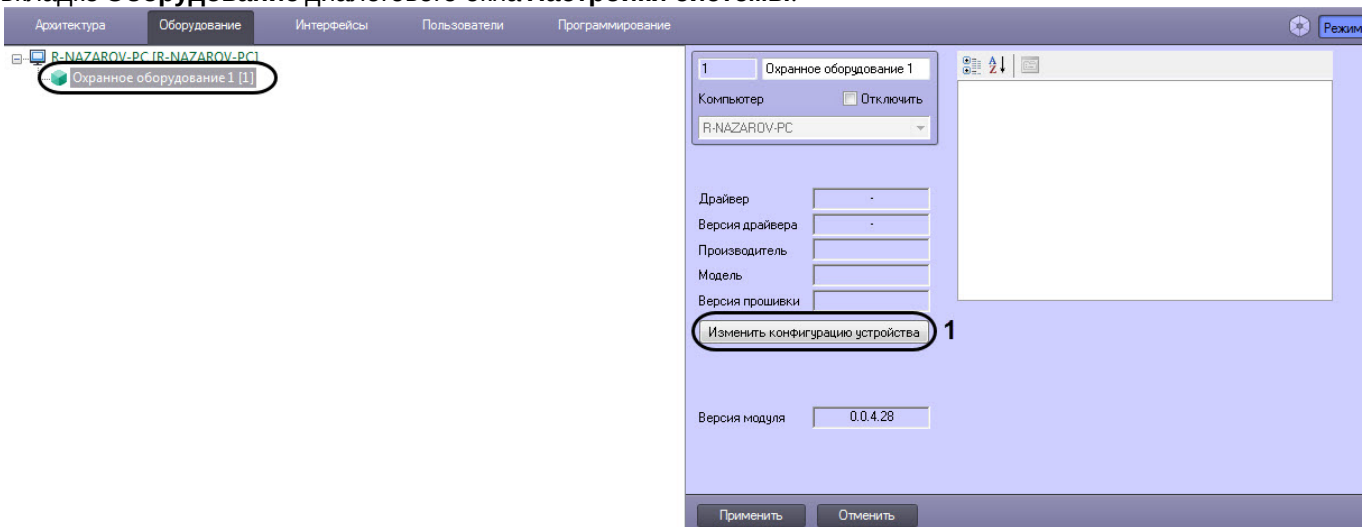 вкладке Оборудование диалогового окна Настройки системы.
Архитектура Оборудование Интерфейсы Пользователи Программирование Режим
R-NAZAROV-PC [R-NAZAROV-PC]
Охранное оборудование 1 [1]
1 Охранное оборудование 1
Компьютер Отключить
R-NAZAROV-PC
Драйвер -
Версия драйвера -
Производитель
Модель
Версия прошивки
Изменить конфигурацию устройства 1
Версия модуля 0.0.4.28
Применить Отменить